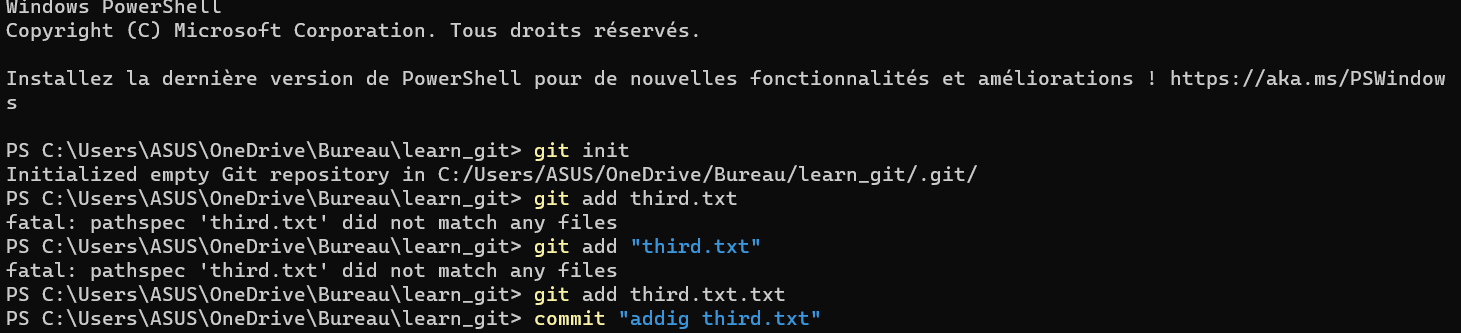 Windows PowerShell
Copyright (C) Microsoft Corporation. Tous droits réservés.
Installez la dernière version de PowerShell pour de nouvelles fonctionnalités et améliorations ! https://aka.ms/PSWindow
s
PS C:\Users\ASUS\OneDrive\Bureau\learn_git> git init
Initialized empty Git repository in C:/Users/ASUS/OneDrive/Bureau/learn_git/.git/
PS C:\Users\ASUS\OneDrive\Bureau\learn_git> git add third.txt
fatal: pathspec 'third.txt' did not match any files
PS C:\Users\ASUS\OneDrive\Bureau\learn_git> git add "third.txt"
fatal: pathspec 'third.txt' did not match any files
PS C:\Users\ASUS\OneDrive\Bureau\learn_git> git add third.txt.txt
PS C:\Users\ASUS\OneDrive\Bureau\learn_git> commit "addig third.txt"